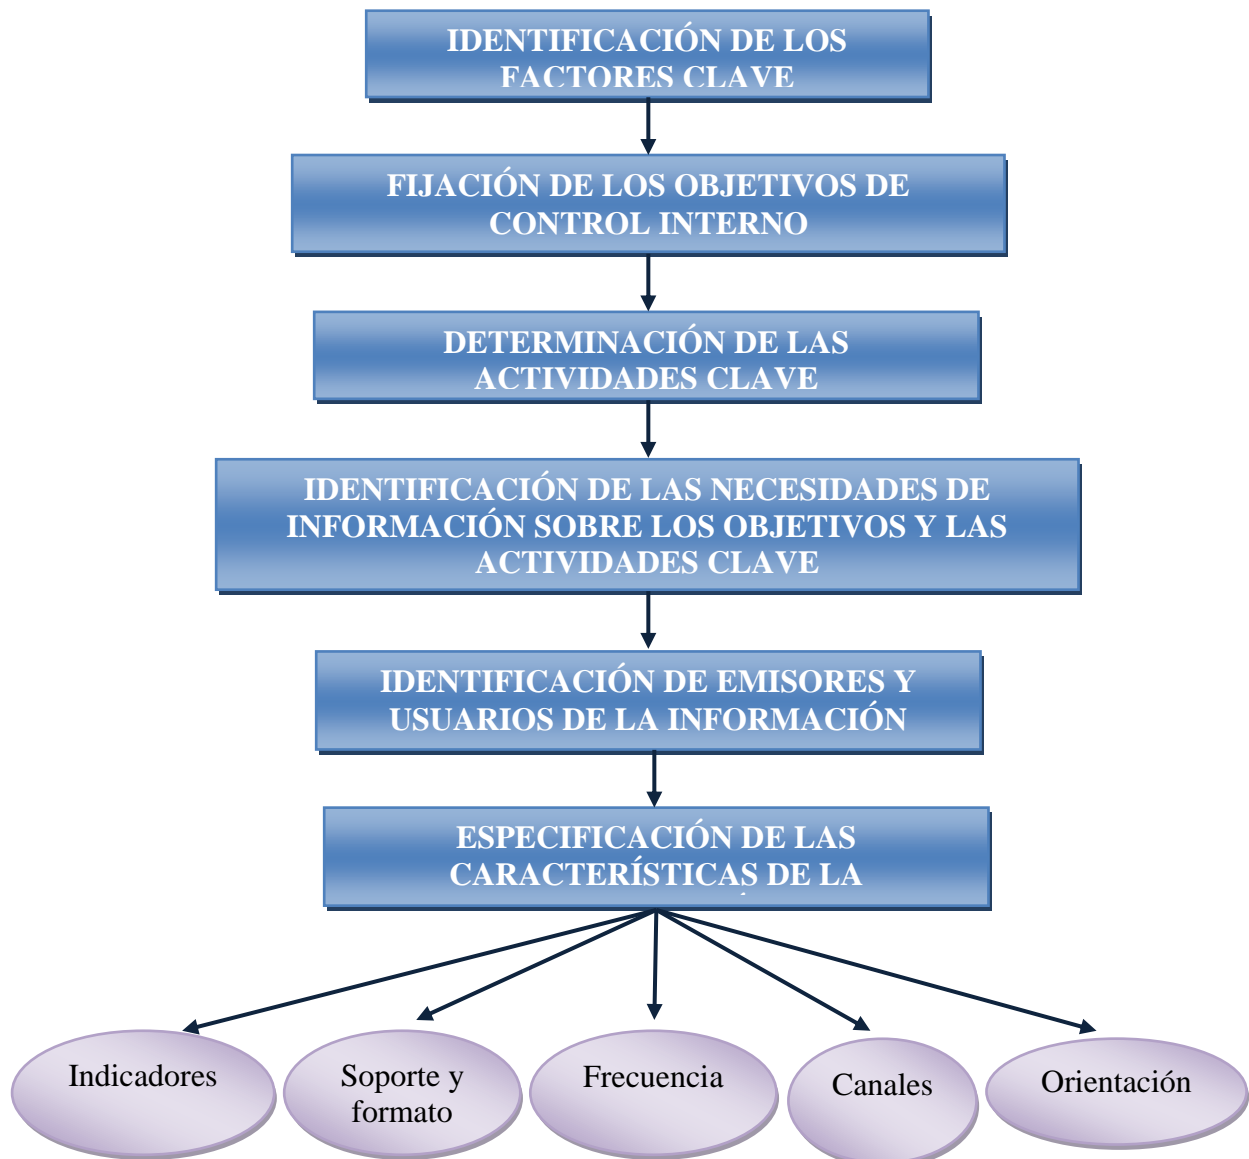 IDENTIFICACIÓN DE LOS
FACTORES CLAVE
FIJACIÓN DE LOS OBJETIVOS DE
CONTROL INTERNO
DETERMINACIÓN DE LAS
ACTIVIDADES CLAVE
IDENTIFICACIÓN DE LAS NECESIDADES DE
INFORMACIÓN SOBRE LOS OBJETIVOS Y LAS
ACTIVIDADES CLAVE
IDENTIFICACIÓN DE EMISORES Y
USUARIOS DE LA INFORMACIÓN
ESPECIFICACIÓN DE LAS
CARACTERÍSTICAS DE LA
Indicadores
Soporte y
formato
Frecuencia
Canales
Orientación